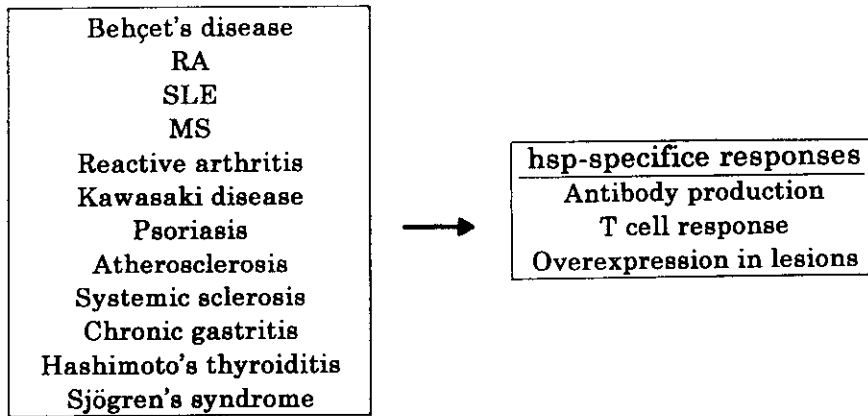 Behçet's disease
RA
SLE
MS
Reactive arthritis
Kawasaki disease
Psoriasis
Atherosclerosis
Systemic sclerosis
Chronic gastritis
Hashimoto's thyroiditis
Sjögren's syndrome
hsp-specifice responses
Antibody production
T cell response
Overexpression in lesions